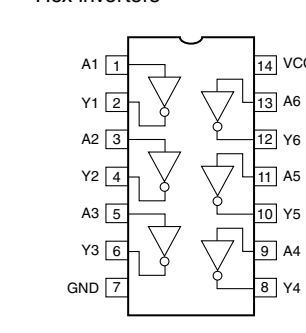 Hex inverters
A1 1 14 VCC
Y1 2 13 A6
A2 3 12 Y6
Y2 4 11 A5
A3 5 10 Y5
Y3 6 9 A4
GND 7 8 Y4